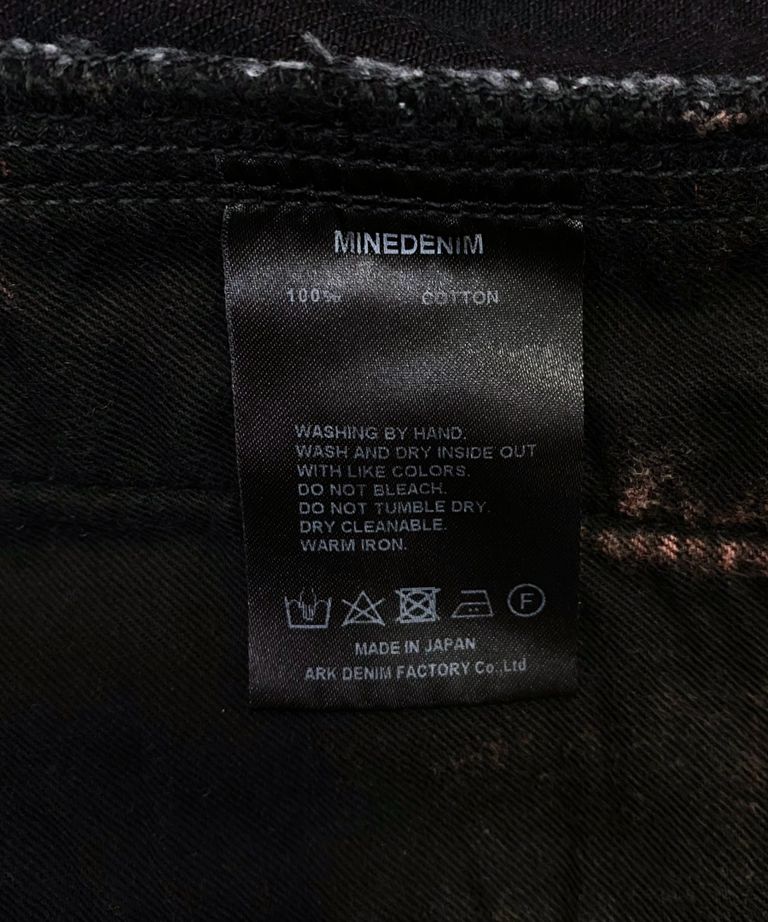 MINEDENIM
100% COTTON
WASHING BY HAND.
WASH AND DRY INSIDE OUT
WITH LIKE COLORS.
DO NOT BLEACH.
DO NOT TUMBLE DRY.
DRY CLEANABLE.
WARM IRON.
F
MADE IN JAPAN
ARK DENIM FACTORY Co.,Ltd